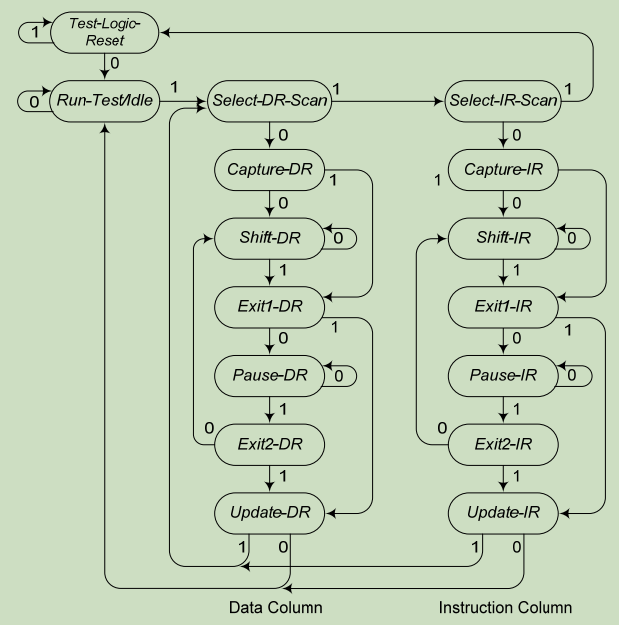 Test-Logic-
Reset
1
0
Run-Test/Idle
0
1
Select-DR-Scan
1
Select-IR-Scan
1
0
0
Capture-DR
1
1
Capture-IR
0
0
Shift-DR
0
Shift-IR
0
1
1
Exit1-DR
1
Exit1-IR
1
0
0
Pause-DR
0
Pause-IR
0
1
1
0
Exit2-DR
0
Exit2-IR
1
1
Update-DR
Update-IR
1
0
1
0
Data Column
Instruction Column